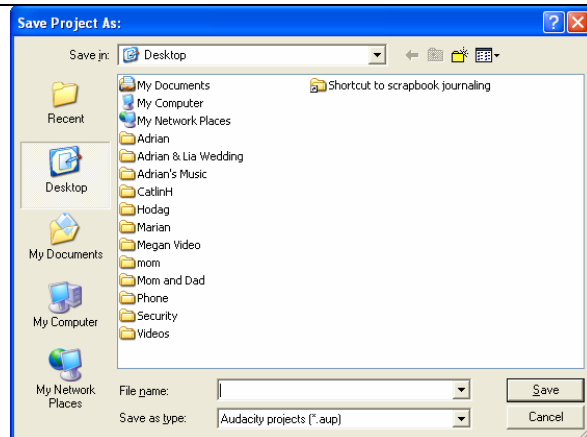 Save Project As:
Save in: Desktop
My Documents Shortcut to scrapbook journaling
My Computer
My Network Places
Adrian
Adrian & Lia Wedding
Adrian's Music
CatlinH
Hodag
Marian
Megan Video
mom
Mom and Dad
Phone
Security
Videos
Recent
Desktop
My Documents
My Computer
My Network
Places
File name: Save
Save as type: Audacity projects (*.aup) Cancel